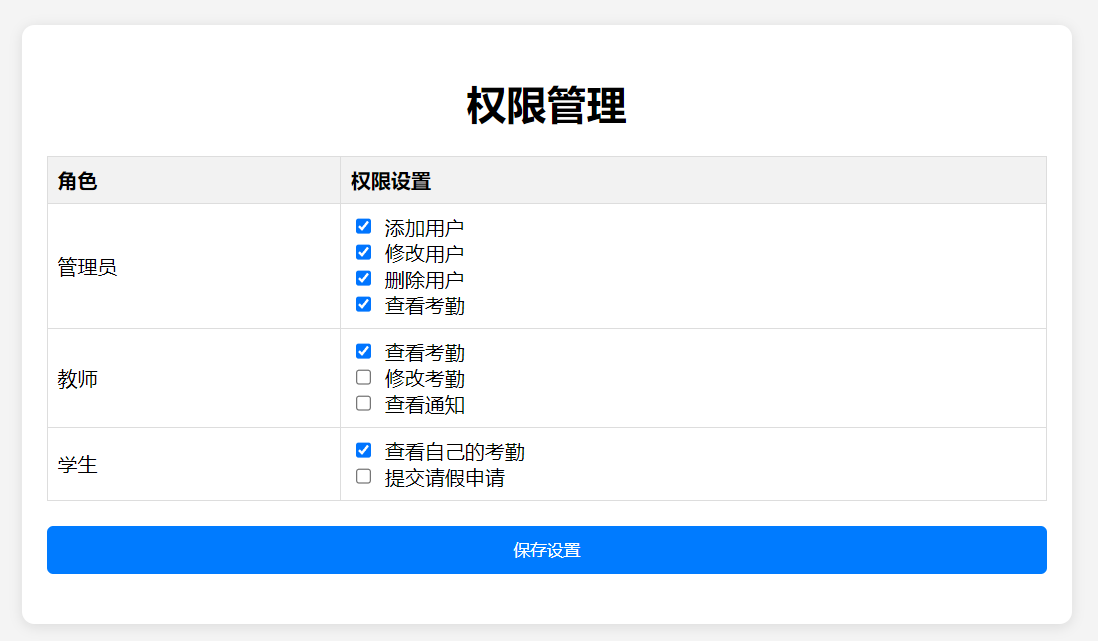 权限管理
角色 权限设置
管理员
添加用户
修改用户
删除用户
查看考勤
教师
查看考勤
修改考勤
查看通知
学生
查看自己的考勤
提交请假申请
保存设置